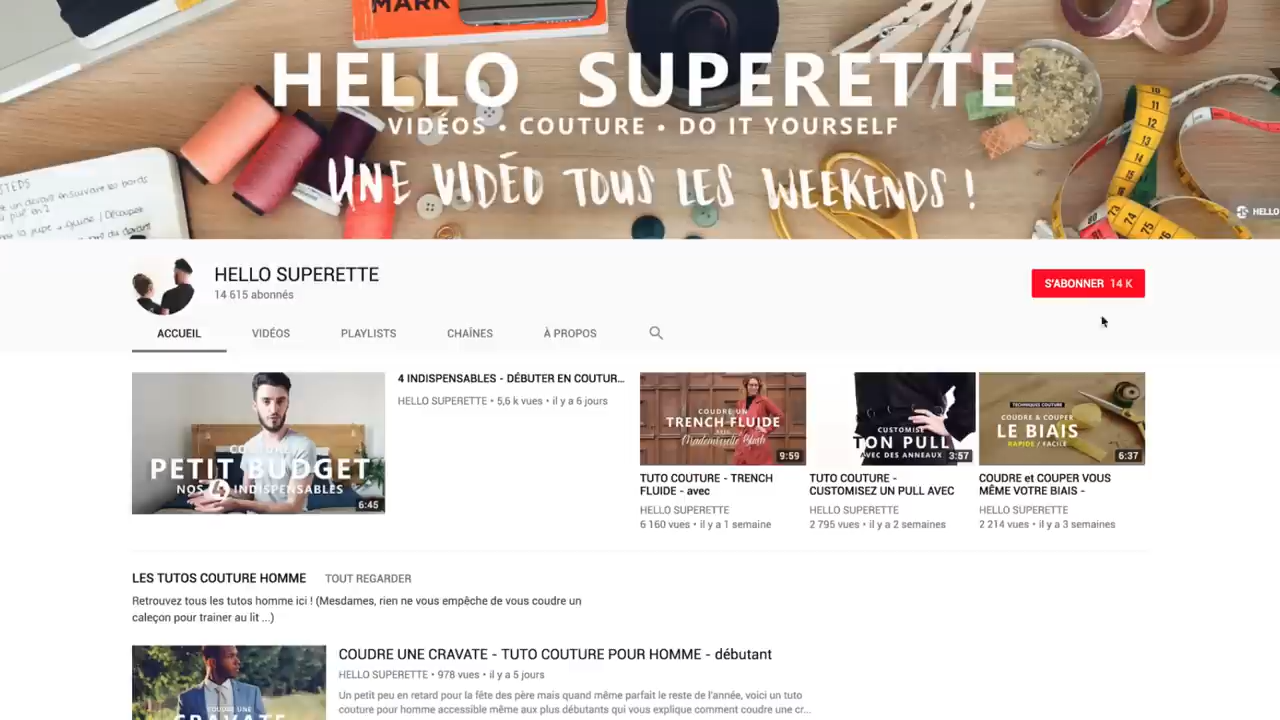 MARK
HELLO SUPERETTE
VIDÉOS • COUTURE • DO IT YOURSELF
UNE VIDÉO TOUS LES WEEKENDS !
HELLO
HELLO SUPERETTE
14 615 abonnés
S'ABONNER 14 K
ACCUEIL
VIDÉOS
PLAYLISTS
CHAÎNES
À PROPOS
PETIT BUDGET
NOS 4 INDISPENSABLES
6:45
4 INDISPENSABLES - DÉBUTER EN COUTUR...
HELLO SUPERETTE • 5,6 k vues • il y a 6 jours
COUDRE UN
TRENCH FLUIDE
AVEC
Mademoiselle Blush
9:59
TUTO COUTURE - TRENCH
FLUIDE - avec
HELLO SUPERETTE
6 160 vues • il y a 1 semaine
CUSTOMISE
TON PULL
AVEC DES ANNEAUX
3:57
TUTO COUTURE -
CUSTOMISEZ UN PULL AVEC
HELLO SUPERETTE
2 795 vues • il y a 2 semaines
TECHNIQUES COUTURE
COUDRE & COUPER
LE BIAIS
RAPIDE / FACILE
6:37
COUDRE et COUPER VOUS
MÊME VOTRE BIAIS -
HELLO SUPERETTE
2 214 vues • il y a 3 semaines
LES TUTOS COUTURE HOMME TOUT REGARDER
Retrouvez tous les tutos homme ici ! (Mesdames, rien ne vous empêche de vous coudre un
caleçon pour trainer au lit ...)
COUDRE UNE
CRAVATE
COUDRE UNE CRAVATE - TUTO COUTURE POUR HOMME - débutant
HELLO SUPERETTE • 978 vues • il y a 5 jours
Un petit peu en retard pour la fête des père mais quand même parfait le reste de l'année, voici un tuto
couture pour homme accessible même aux plus débutants qui vous explique comment coudre une cr...